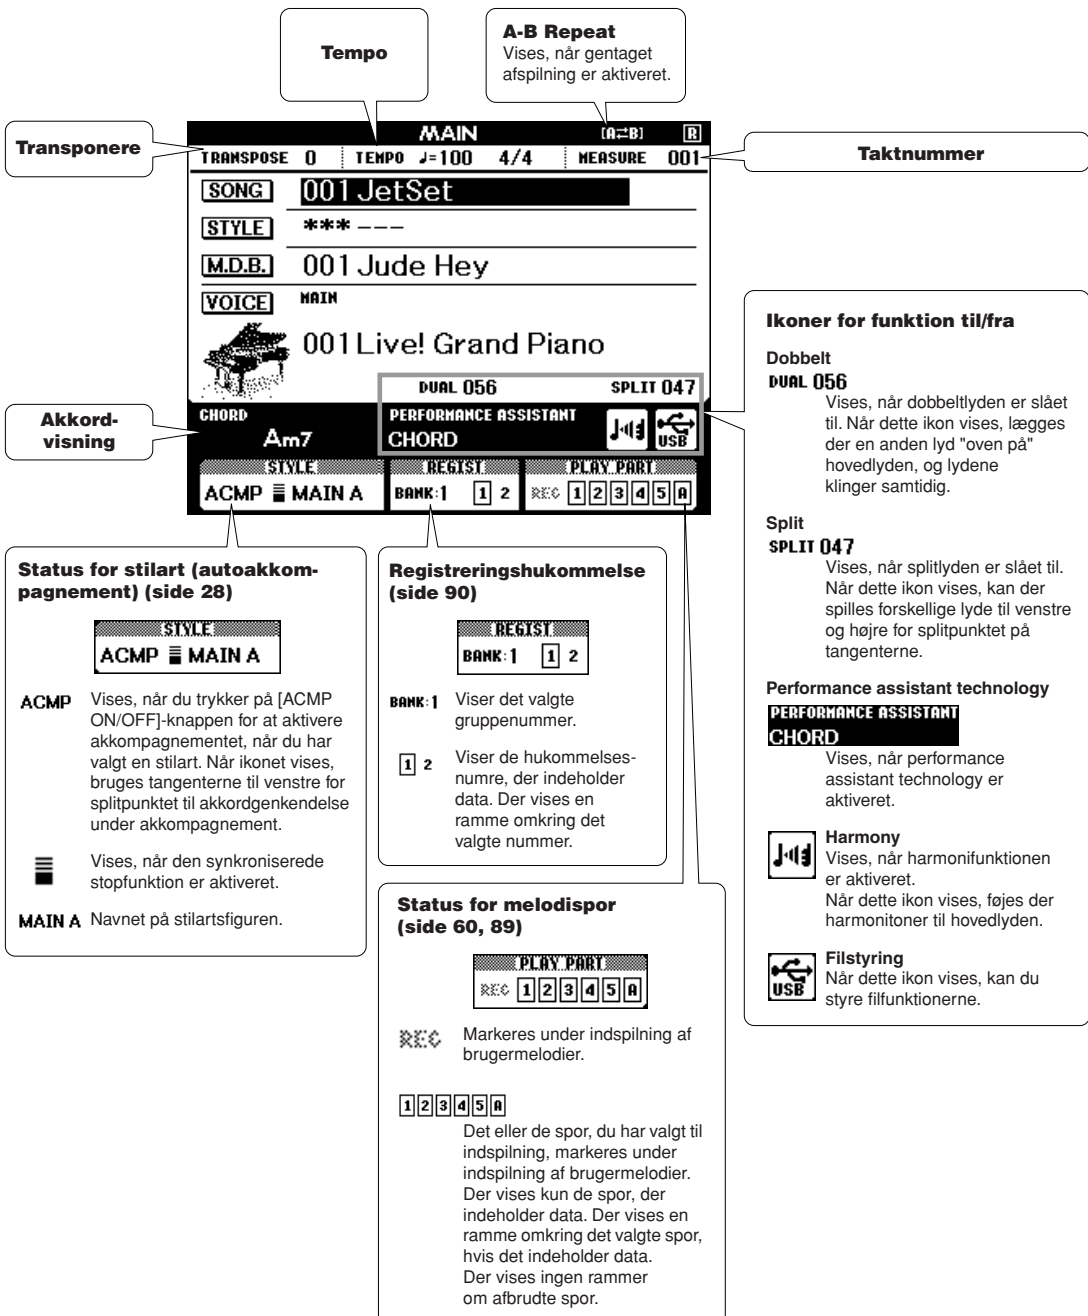 A-B Repeat
Vises, når gentaget
afspilning er aktiveret.
Tempo
Transponere
Taktnummer
MAIN [A⇄B] R
TRANSPOSE 0 TEMPO ♩=100 4/4 MEASURE 001
SONG 001 JetSet
STYLE *** ---
M.D.B. 001 Jude Hey
VOICE MAIN
001 Live! Grand Piano
DUAL 056 SPLIT 047
CHORD PERFORMANCE ASSISTANT
Am7 CHORD USB
STYLE REGIST PLAY PART
ACMP MAIN A BANK:1 1 2 REC 1 2 3 4 5 A
Akkord-
visning
Ikoner for funktion til/fra
Dobbelt
DUAL 056
Vises, når dobbeltlyden er slået
til. Når dette ikon vises, lægges
der en anden lyd "oven på"
hovedlyden, og lydene
klinger samtidig.
Split
SPLIT 047
Vises, når splitlyden er slået til.
Når dette ikon vises, kan der
spilles forskellige lyde til venstre
og højre for splitpunktet på
tangenterne.
Performance assistant technology
PERFORMANCE ASSISTANT
CHORD
Vises, når performance
assistant technology er
aktiveret.
Harmony
Vises, når harmonifunktionen
er aktiveret.
Når dette ikon vises, føjes der
harmonitoner til hovedlyden.
Filstyring
USB
Når dette ikon vises, kan du
styre filfunktionerne.
Status for stilart (autoakkom-
pagnement) (side 28)
STYLE
ACMP MAIN A
ACMP Vises, når du trykker på [ACMP
ON/OFF]-knappen for at aktivere
akkompagnementet, når du har
valgt en stilart. Når ikonet vises,
bruges tangenterne til venstre for
splitpunktet til akkordgenkendelse
under akkompagnement.
Vises, når den synkroniserede
stopfunktion er aktiveret.
MAIN A Navnet på stilartsfiguren.
Registreringshukommelse
(side 90)
REGIST
BANK:1 1 2
BANK:1 Viser det valgte
gruppenummer.
1 2 Viser de hukommelses-
numre, der indeholder
data. Der vises en
ramme omkring det
valgte nummer.
Status for melodispor
(side 60, 89)
PLAY PART
REC 1 2 3 4 5 A
REC Markeres under indspilning af
brugermelodier.
1 2 3 4 5 A
Det eller de spor, du har valgt til
indspilning, markeres under
indspilning af brugermelodier.
Der vises kun de spor, der
indeholder data. Der vises en
ramme omkring det valgte spor,
hvis det indeholder data.
Der vises ingen rammer
om afbrudte spor.